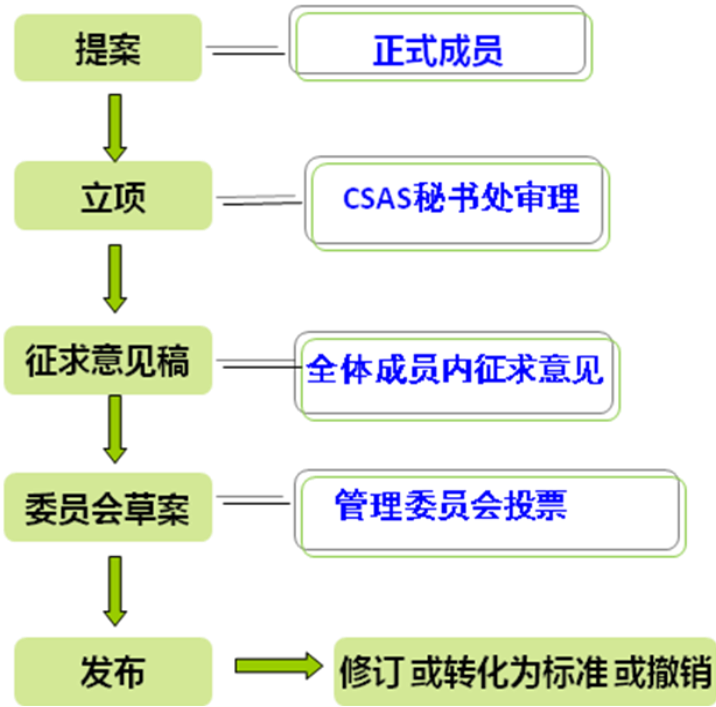 提案
正式成员
立项
CSAS秘书处审理
征求意见稿
全体成员内征求意见
委员会草案
管理委员会投票
发布
修订或转化为标准或撤销